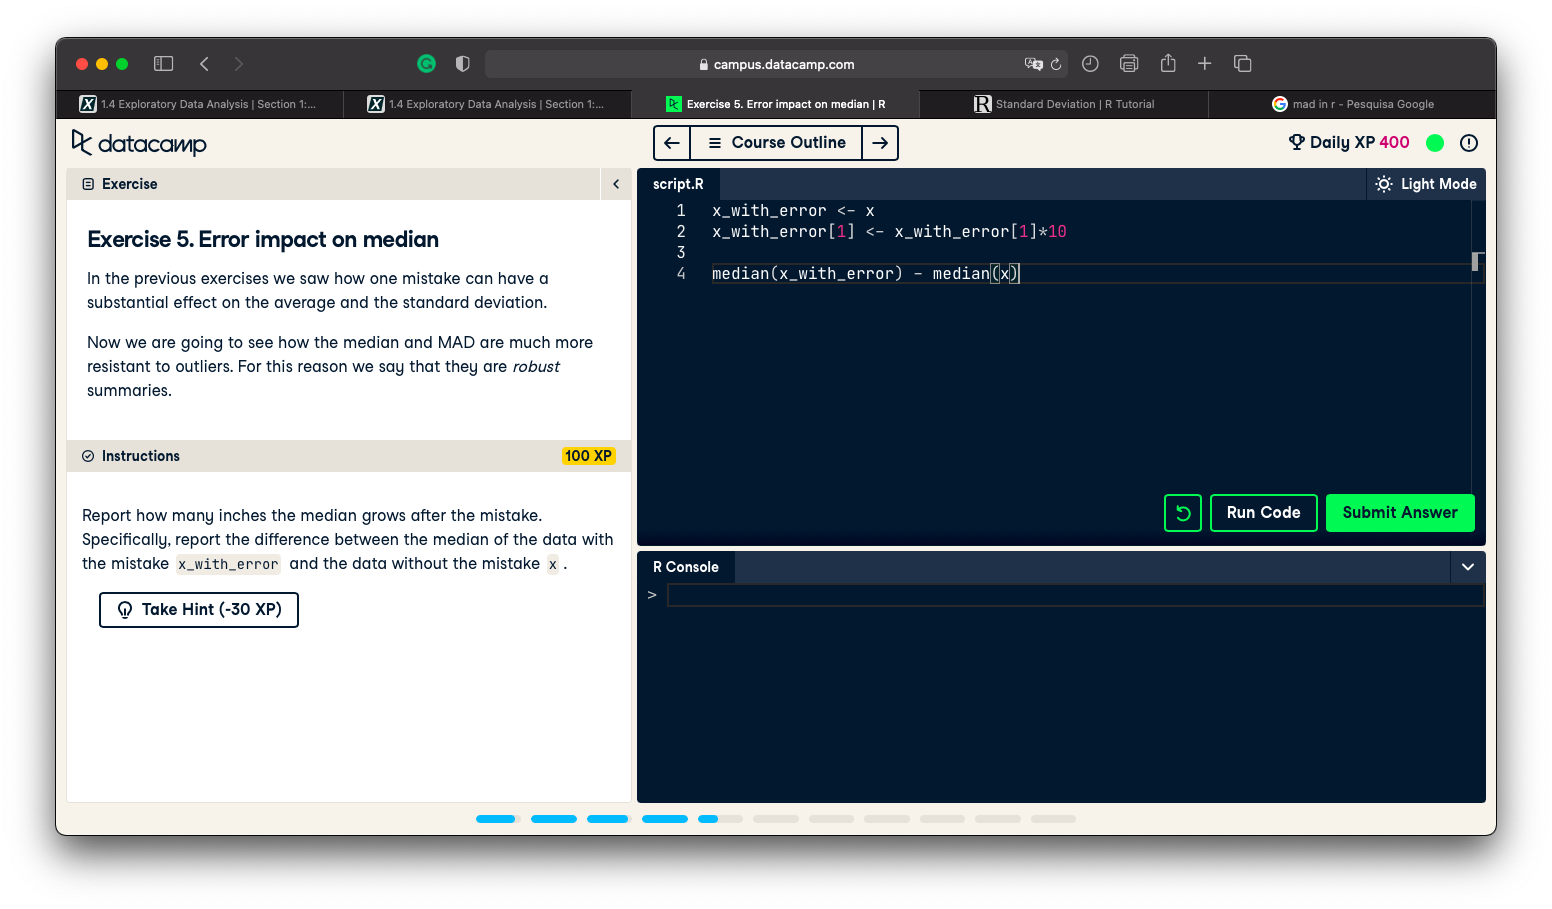 campus.datacamp.com
1.4 Exploratory Data Analysis | Section 1:...
1.4 Exploratory Data Analysis | Section 1:...
Exercise 5. Error impact on median | R
Standard Deviation | R Tutorial
mad in r - Pesquisa Google
datacamp
Course Outline
Daily XP 400
Exercise
Exercise 5. Error impact on median
In the previous exercises we saw how one mistake can have a
substantial effect on the average and the standard deviation.
Now we are going to see how the median and MAD are much more
resistant to outliers. For this reason we say that they are robust
summaries.
Instructions
100 XP
Report how many inches the median grows after the mistake.
Specifically, report the difference between the median of the data with
the mistake x_with_error and the data without the mistake x .
Take Hint (-30 XP)
script.R
Light Mode
1 x_with_error <- x
2 x_with_error[1] <- x_with_error[1]*10
3
4 median(x_with_error) - median(x)
Run Code
Submit Answer
R Console
>